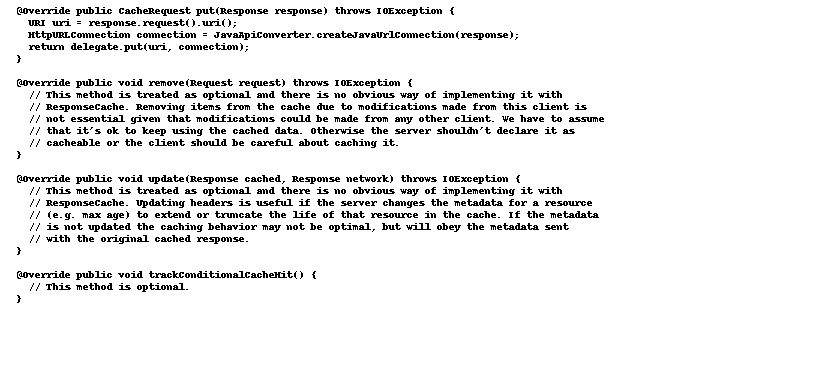 @Override public CacheRequest put(Response response) throws IOException {
  URI uri = response.request().uri();
  HttpURLConnection connection = JavaApiConverter.createJavaUrlConnection(response);
  return delegate.put(uri, connection);
}

@Override public void remove(Request request) throws IOException {
  // This method is treated as optional and there is no obvious way of implementing it with
  // ResponseCache. Removing items from the cache due to modifications made from this client is
  // not essential given that modifications could be made from any other client. We have to assume
  // that it's ok to keep using the cached data. Otherwise the server shouldn't declare it as
  // cacheable or the client should be careful about caching it.
}

@Override public void update(Response cached, Response network) throws IOException {
  // This method is treated as optional and there is no obvious way of implementing it with
  // ResponseCache. Updating headers is useful if the server changes the metadata for a resource
  // (e.g. max age) to extend or truncate the life of that resource in the cache. If the metadata
  // is not updated the caching behavior may not be optimal, but will obey the metadata sent
  // with the original cached response.
}

@Override public void trackConditionalCacheHit() {
  // This method is optional.
}